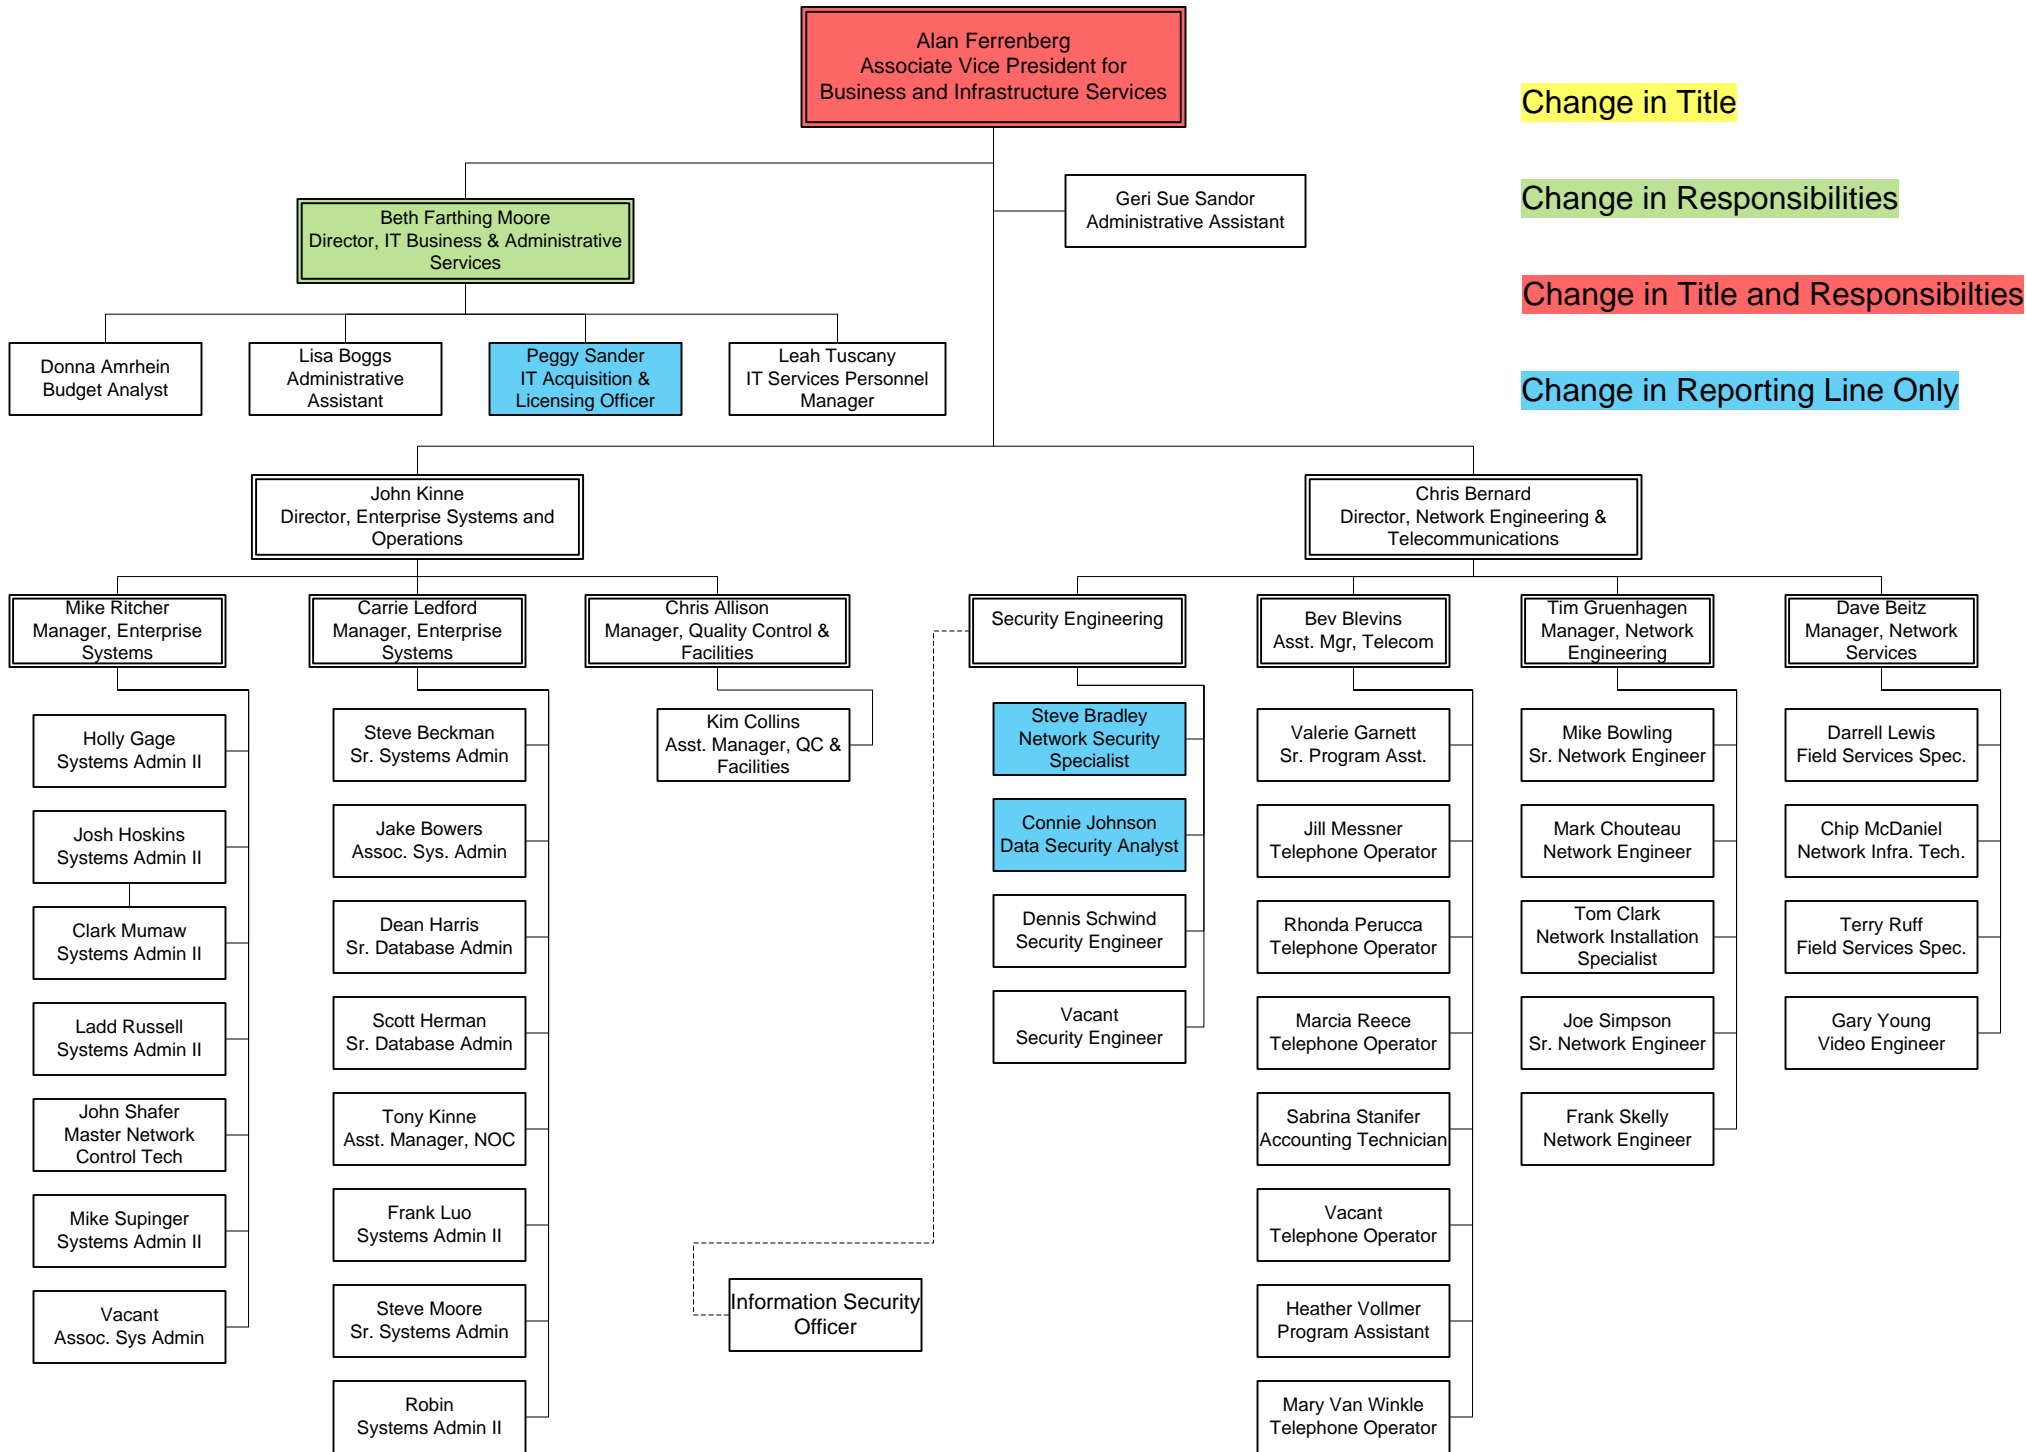 Alan Ferrenberg
Associate Vice President for
Business and Infrastructure Services
Change in Title
Change in Responsibilities
Change in Title and Responsibilties
Change in Reporting Line Only
Geri Sue Sandor
Administrative Assistant
Beth Farthing Moore
Director, IT Business & Administrative
Services
Donna Amrhein
Budget Analyst
Lisa Boggs
Administrative
Assistant
Peggy Sander
IT Acquisition &
Licensing Officer
Leah Tuscany
IT Services Personnel
Manager
John Kinne
Director, Enterprise Systems and
Operations
Chris Bernard
Director, Network Engineering &
Telecommunications
Mike Ritcher
Manager, Enterprise
Systems
Carrie Ledford
Manager, Enterprise
Systems
Chris Allison
Manager, Quality Control &
Facilities
Security Engineering
Bev Blevins
Asst. Mgr, Telecom
Tim Gruenhagen
Manager, Network
Engineering
Dave Beitz
Manager, Network
Services
Holly Gage
Systems Admin II
Josh Hoskins
Systems Admin II
Clark Mumaw
Systems Admin II
Ladd Russell
Systems Admin II
John Shafer
Master Network
Control Tech
Mike Supinger
Systems Admin II
Vacant
Assoc. Sys Admin
Steve Beckman
Sr. Systems Admin
Jake Bowers
Assoc. Sys. Admin
Dean Harris
Sr. Database Admin
Scott Herman
Sr. Database Admin
Tony Kinne
Asst. Manager, NOC
Frank Luo
Systems Admin II
Steve Moore
Sr. Systems Admin
Robin
Systems Admin II
Kim Collins
Asst. Manager, QC &
Facilities
Information Security
Officer
Steve Bradley
Network Security
Specialist
Connie Johnson
Data Security Analyst
Dennis Schwind
Security Engineer
Vacant
Security Engineer
Valerie Garnett
Sr. Program Asst.
Jill Messner
Telephone Operator
Rhonda Perucca
Telephone Operator
Marcia Reece
Telephone Operator
Sabrina Stanifer
Accounting Technician
Vacant
Telephone Operator
Heather Vollmer
Program Assistant
Mary Van Winkle
Telephone Operator
Mike Bowling
Sr. Network Engineer
Mark Chouteau
Network Engineer
Tom Clark
Network Installation
Specialist
Joe Simpson
Sr. Network Engineer
Frank Skelly
Network Engineer
Darrell Lewis
Field Services Spec.
Chip McDaniel
Network Infra. Tech.
Terry Ruff
Field Services Spec.
Gary Young
Video Engineer